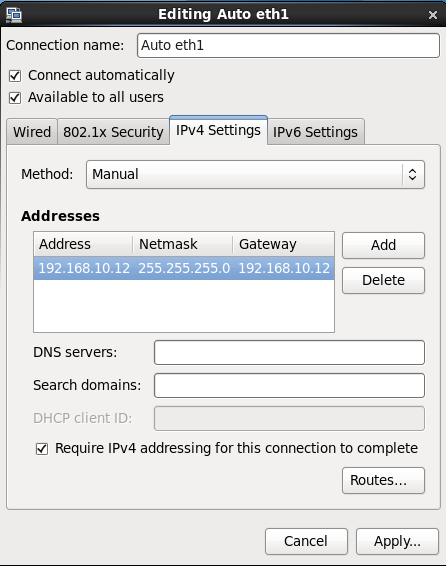 Editing Auto eth1
Connection name: Auto eth1
Connect automatically
Available to all users
Wired 802.1x Security IPv4 Settings IPv6 Settings
Method: Manual
Addresses
Address Netmask Gateway
192.168.10.12 255.255.255.0 192.168.10.12
Add
Delete
DNS servers:
Search domains:
DHCP client ID:
Require IPv4 addressing for this connection to complete
Routes...
Cancel Apply...